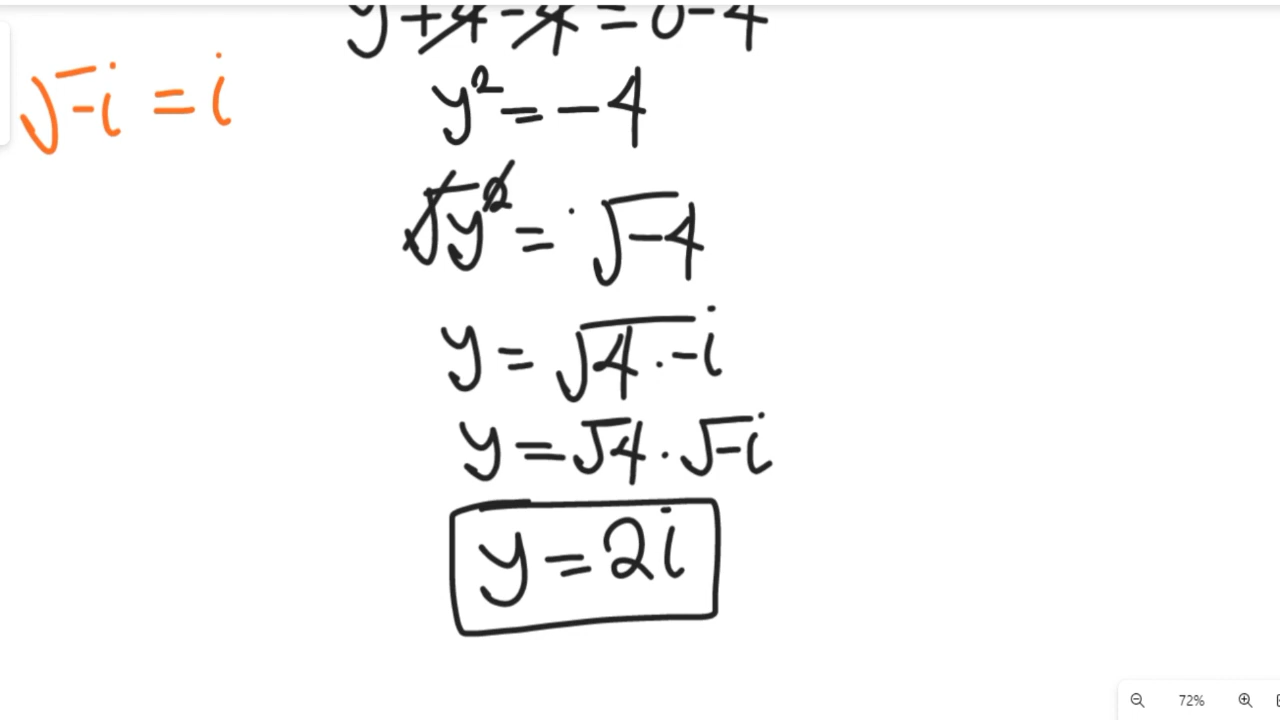 y+4-4=0-4
√-i = i
y² = -4
√y² = √-4
y = √4·-i
y = √4·√-i
y = 2i
72%